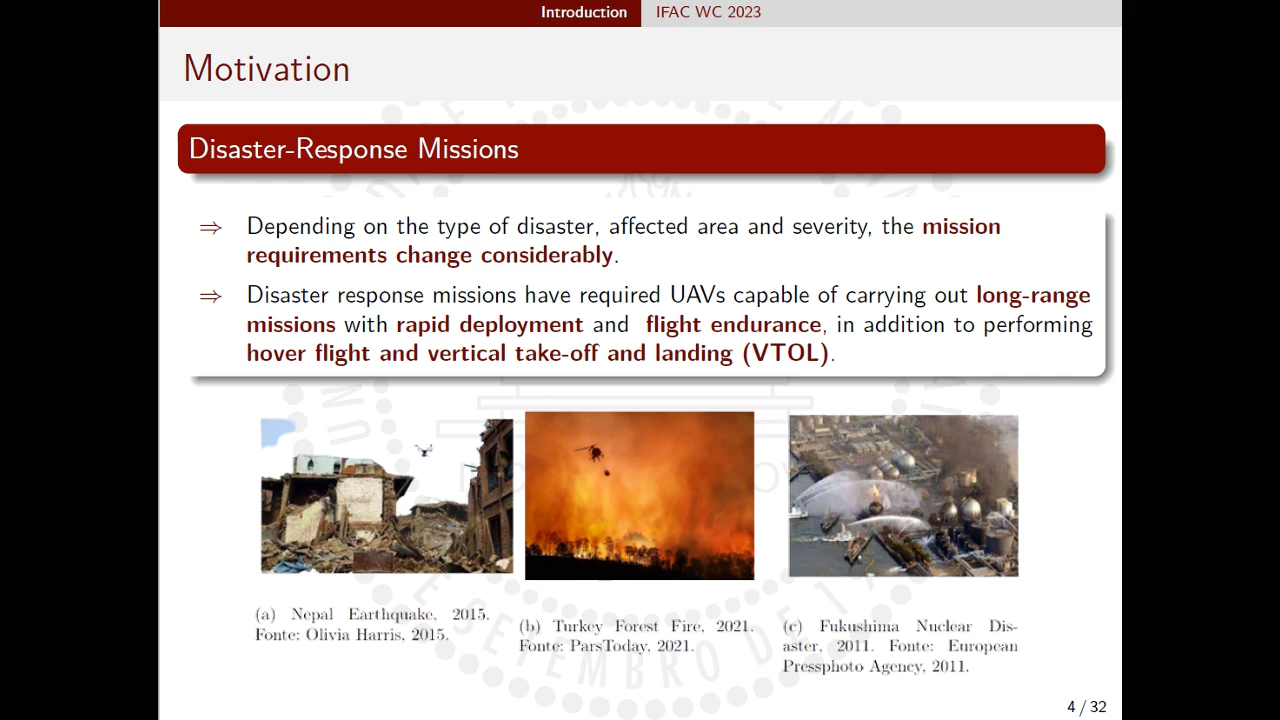 Introduction IFAC WC 2023
Motivation
Disaster-Response Missions
⇒ Depending on the type of disaster, affected area and severity, the mission
requirements change considerably.
⇒ Disaster response missions have required UAVs capable of carrying out long-range
missions with rapid deployment and flight endurance, in addition to performing
hover flight and vertical take-off and landing (VTOL).
(a) Nepal Earthquake, 2015.
Fonte: Olivia Harris, 2015.
(b) Turkey Forest Fire, 2021.
Fonte: ParsToday, 2021.
(c) Fukushima Nuclear Dis-
aster, 2011. Fonte: European
Pressphoto Agency, 2011.
4 / 32